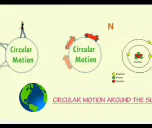 Circular
Motion
Circular
Motion
N
CIRCULAR MOTION AROUND THE SU